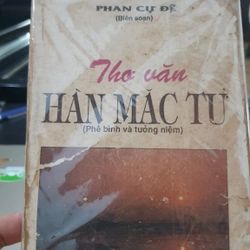 PHAN CỰ ĐỆ
(Biên soạn)
Thơ văn
HÀN MẶC TỬ
(Phê bình và tưởng niệm)